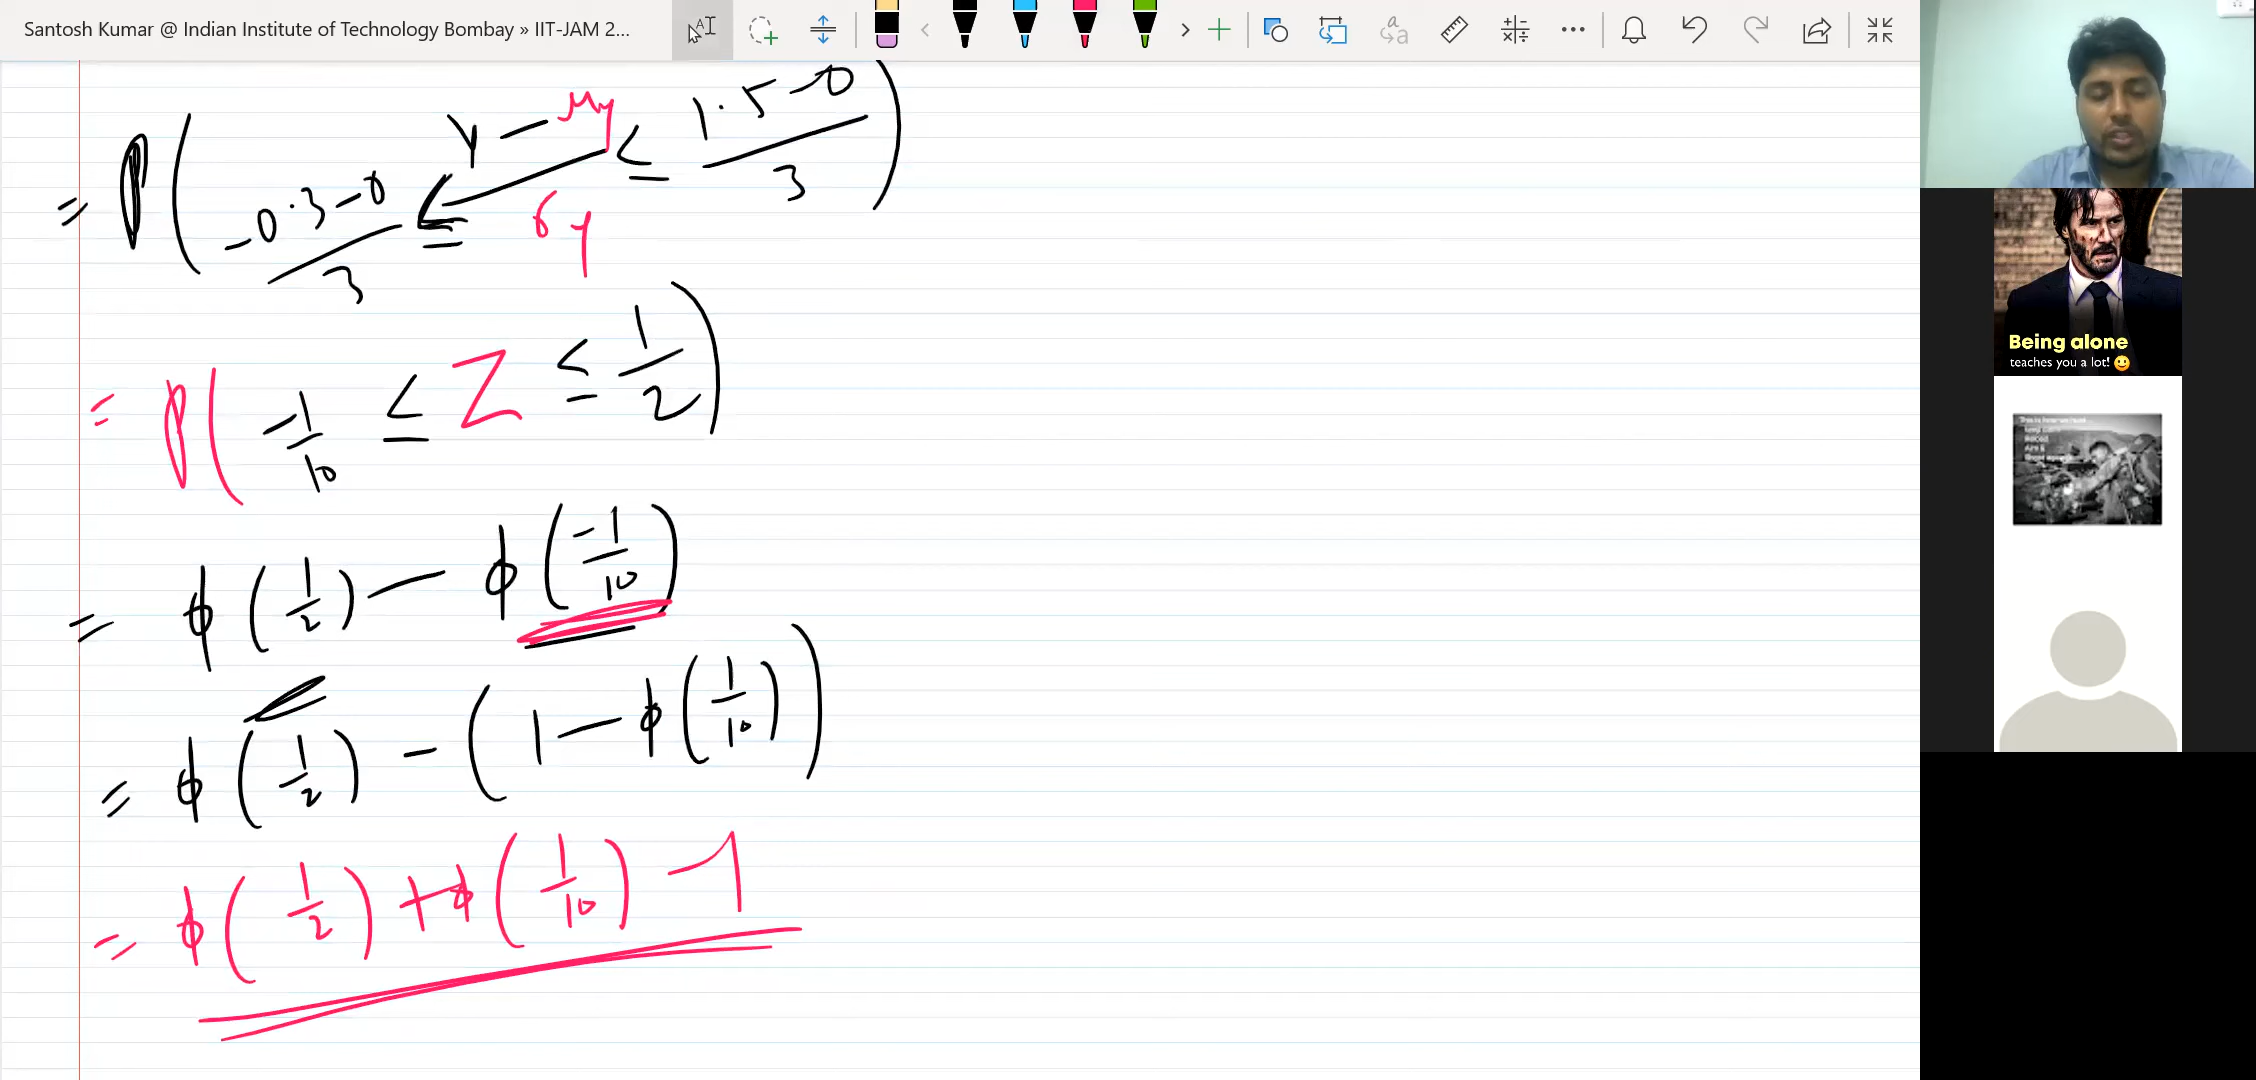 Santosh Kumar @ Indian Institute of Technology Bombay » IIT-JAM 2...
= P( (-0.3-0)/3 ≤ (Y - μy)/σy ≤ (1.5-0)/3 )
= P( -1/10 ≤ Z ≤ 1/2 )
= φ(1/2) - φ(-1/10)
= φ(1/2) - (1 - φ(1/10))
= φ(1/2) + φ(1/10) - 1
Being alone
teaches you a lot!